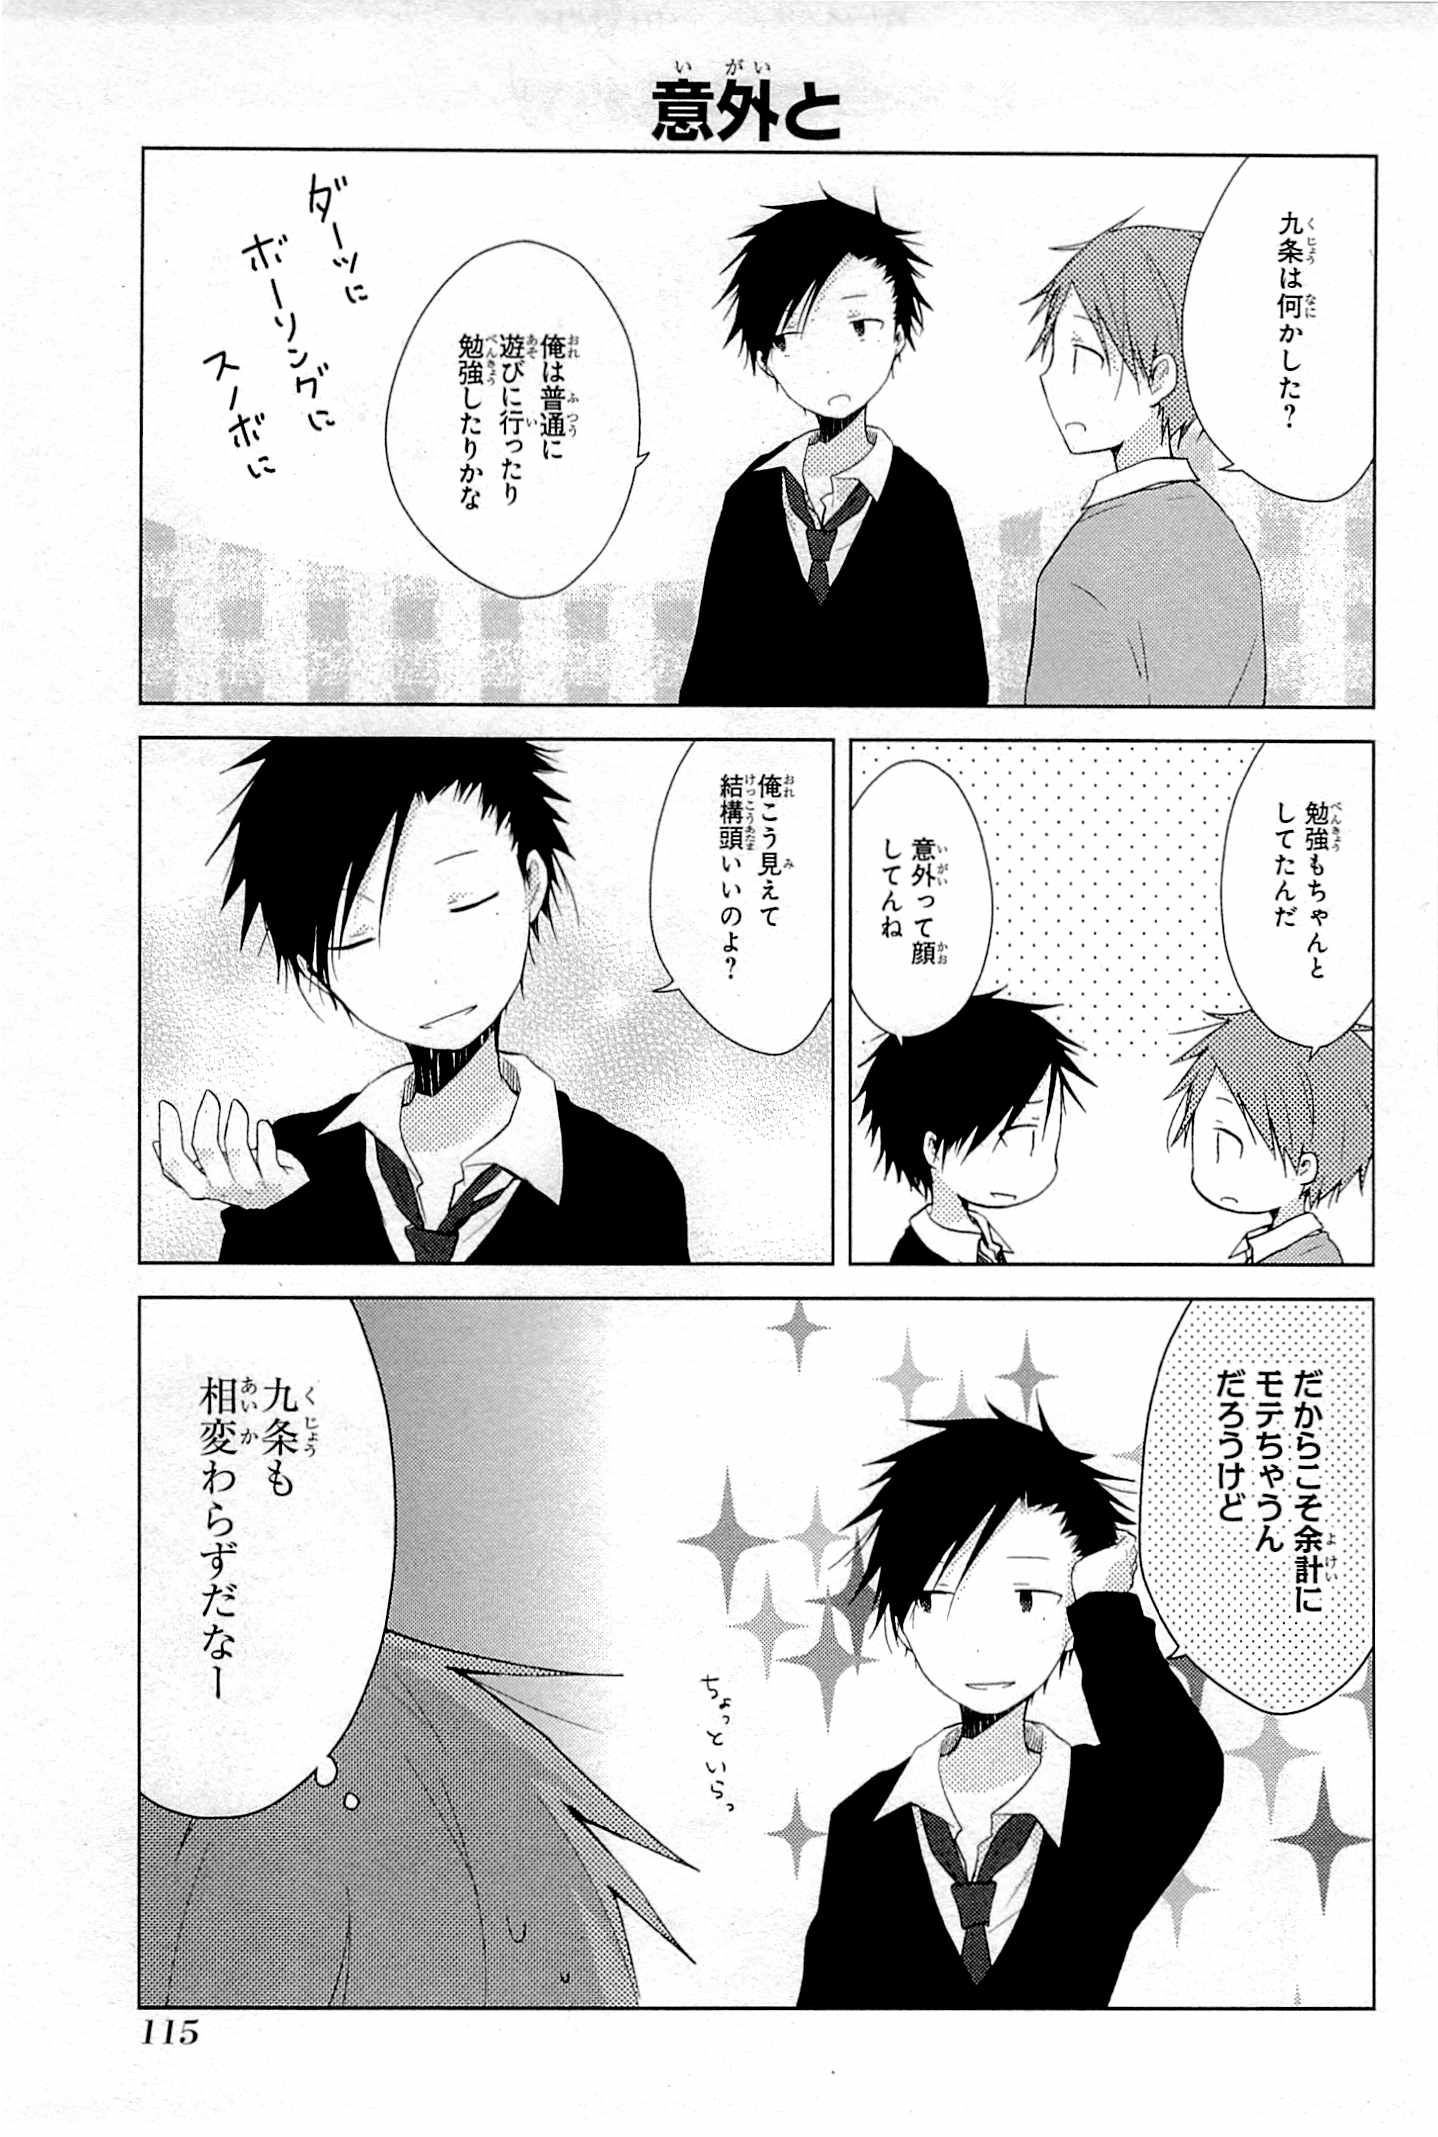 意外と
九条は何かした？
俺は普通に
遊びに行ったり
勉強したりかな
ダーツに
ボーリングに
スノボに
勉強もちゃんと
してたんだ
意外って顔
してんね
俺こう見えて
結構頭いいのよ？
だからこそ余計に
モテちゃうん
だろうけど
ちょっといらっ
九条も
相変わらずだなー
115